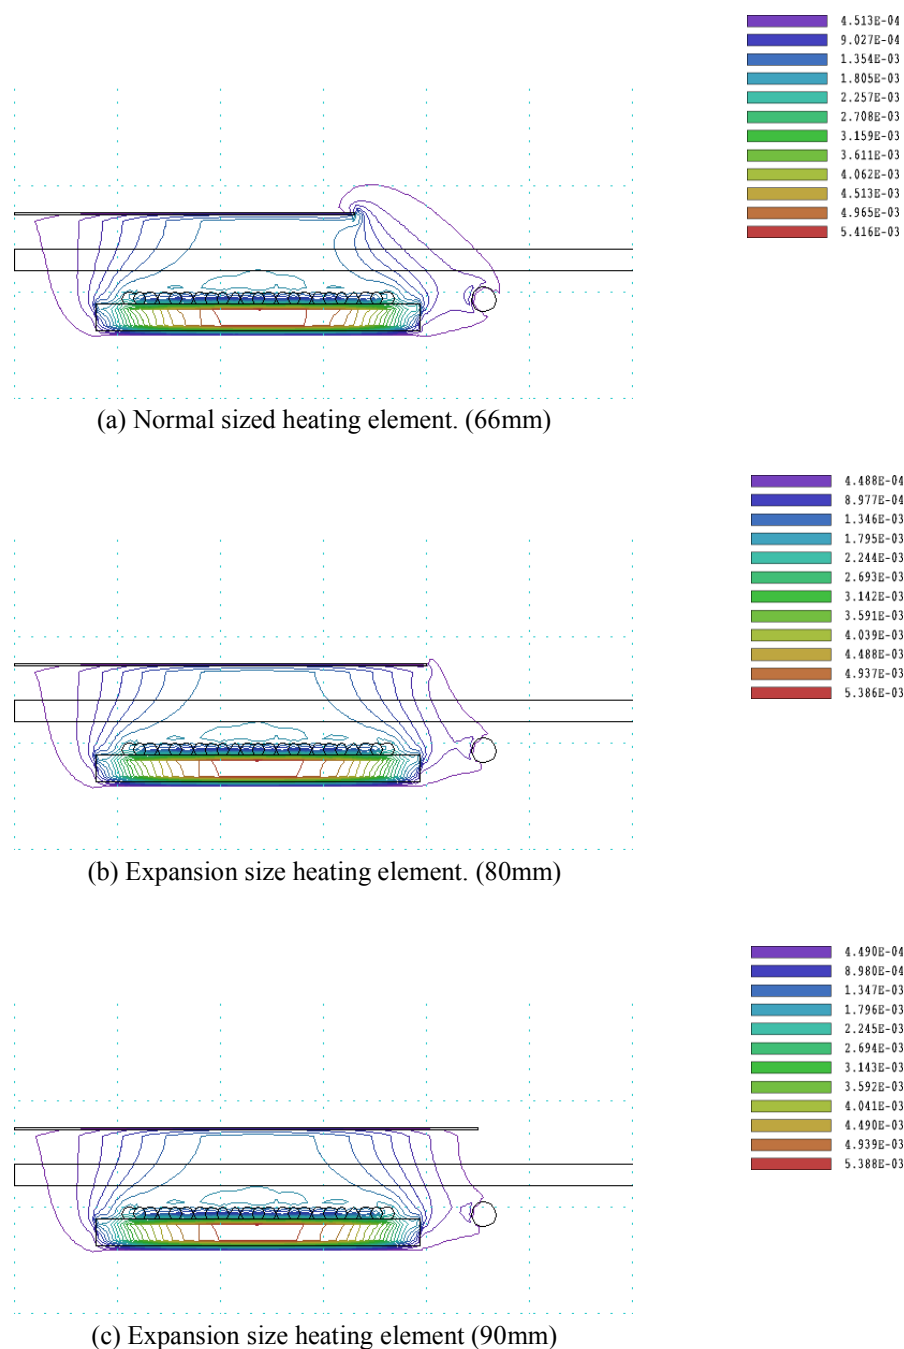 4.513E-04
9.027E-04
1.354E-03
1.805E-03
2.257E-03
2.708E-03
3.159E-03
3.611E-03
4.062E-03
4.513E-03
4.965E-03
5.416E-03
(a) Normal sized heating element. (66mm)
4.488E-04
8.977E-04
1.346E-03
1.795E-03
2.244E-03
2.693E-03
3.142E-03
3.591E-03
4.039E-03
4.488E-03
4.937E-03
5.386E-03
(b) Expansion size heating element. (80mm)
4.490E-04
8.980E-04
1.347E-03
1.796E-03
2.245E-03
2.694E-03
3.143E-03
3.592E-03
4.041E-03
4.490E-03
4.939E-03
5.388E-03
(c) Expansion size heating element (90mm)